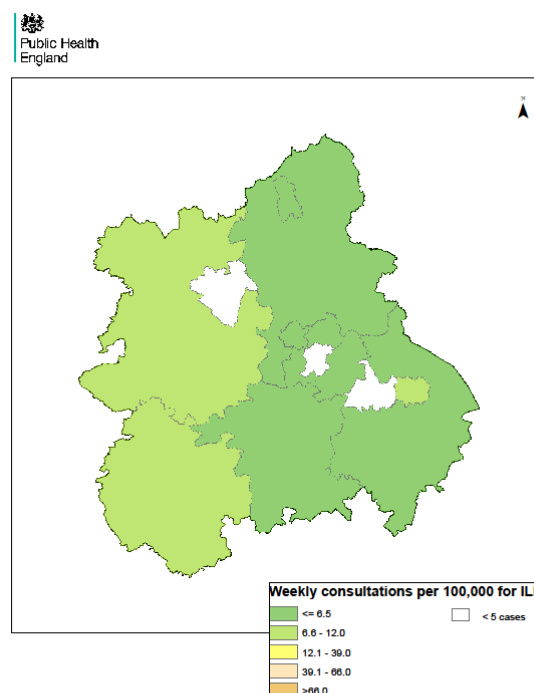 Public Health
England
N
Weekly consultations per 100,000 for ILI
<= 6.5
< 5 cases
6.6 - 12.0
12.1 - 39.0
39.1 - 66.0
>66.0